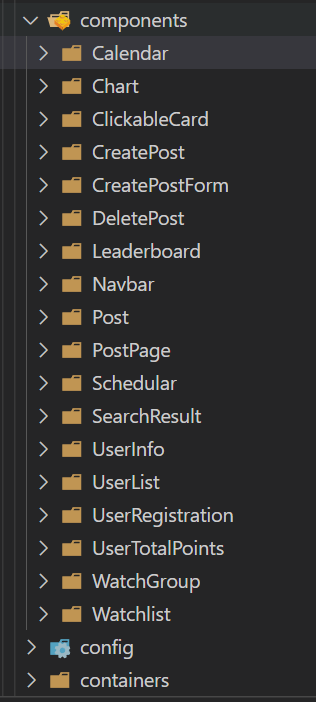 components
Calendar
Chart
ClickableCard
CreatePost
CreatePostForm
DeletePost
Leaderboard
Navbar
Post
PostPage
Schedular
SearchResult
UserInfo
UserList
UserRegistration
UserTotalPoints
WatchGroup
Watchlist
config
containers